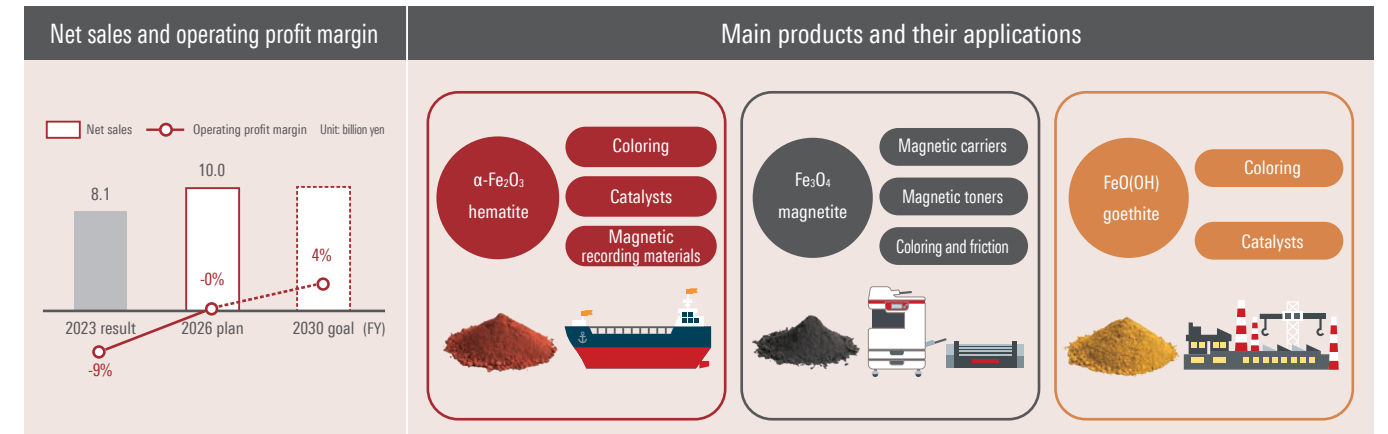 Net sales and operating profit margin
Main products and their applications
Net sales
Operating profit margin
Unit: billion yen
8.1
10.0
-9%
-0%
4%
2023 result
2026 plan
2030 goal
(FY)
α-Fe₂O₃
hematite
Coloring
Catalysts
Magnetic
recording materials
Fe₃O₄
magnetite
Magnetic carriers
Magnetic toners
Coloring and friction
FeO(OH)
goethite
Coloring
Catalysts